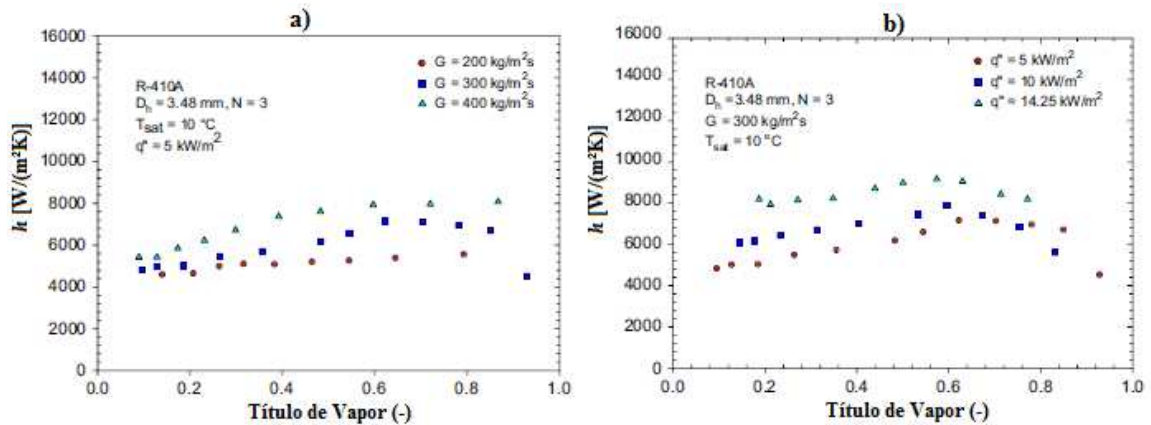 a)
16000
14000
12000
10000
8000
6000
4000
2000
0
h [W/(m²K)]
R-410A
Dh = 3.48 mm, N = 3
Tsat = 10 °C
q" = 5 kW/m²
G = 200 kg/m²s
G = 300 kg/m²s
G = 400 kg/m²s
0.0 0.2 0.4 0.6 0.8 1.0
Título de Vapor (-)
b)
16000
14000
12000
10000
8000
6000
4000
2000
0
h [W/(m²K)]
R-410A
Dh = 3.48 mm, N = 3
G = 300 kg/m²s
Tsat = 10 °C
q" = 5 kW/m²
q" = 10 kW/m²
q" = 14.25 kW/m²
0.0 0.2 0.4 0.6 0.8 1.0
Título de Vapor (-)